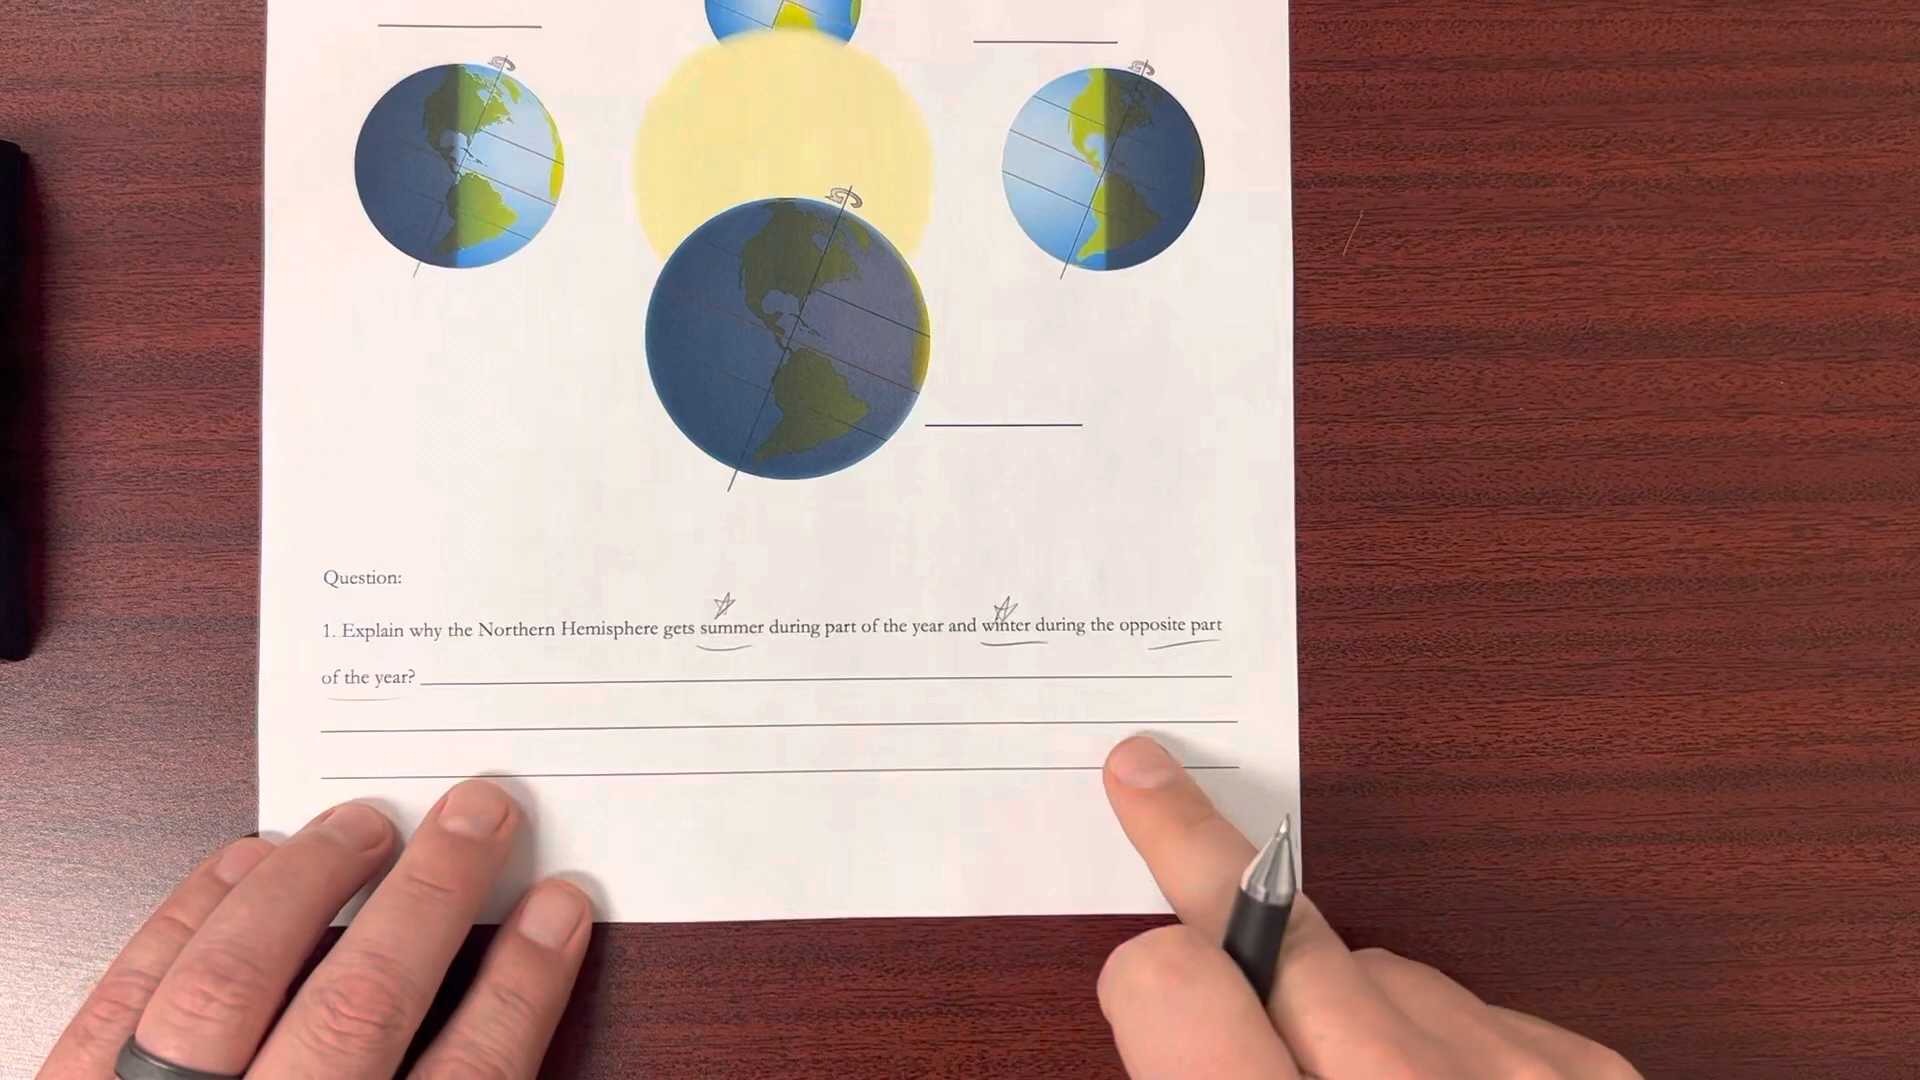 Question:
1. Explain why the Northern Hemisphere gets summer during part of the year and winter during the opposite part
of the year?